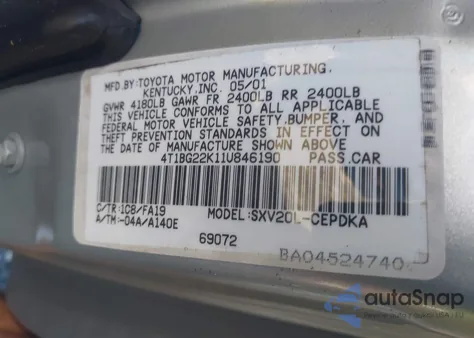 MFD.BY:TOYOTA MOTOR MANUFACTURING.
KENTUCKY,INC. 05/01
GVWR 4180LB GAWR FR 2400LB RR 2400LB
THIS VEHICLE CONFORMS TO ALL APPLICABLE
FEDERAL MOTOR VEHICLE SAFETY,BUMPER, AND
THEFT PREVENTION STANDARDS IN EFFECT ON
THE DATE OF MANUFACTURE SHOWN ABOVE
4T1BG22K11U846190 PASS.CAR
C/TR:1C8/FA19 MODEL:SXV20L-CEPDKA
A/TM:-04A/A140E
69072
BA04524740
autoSnap